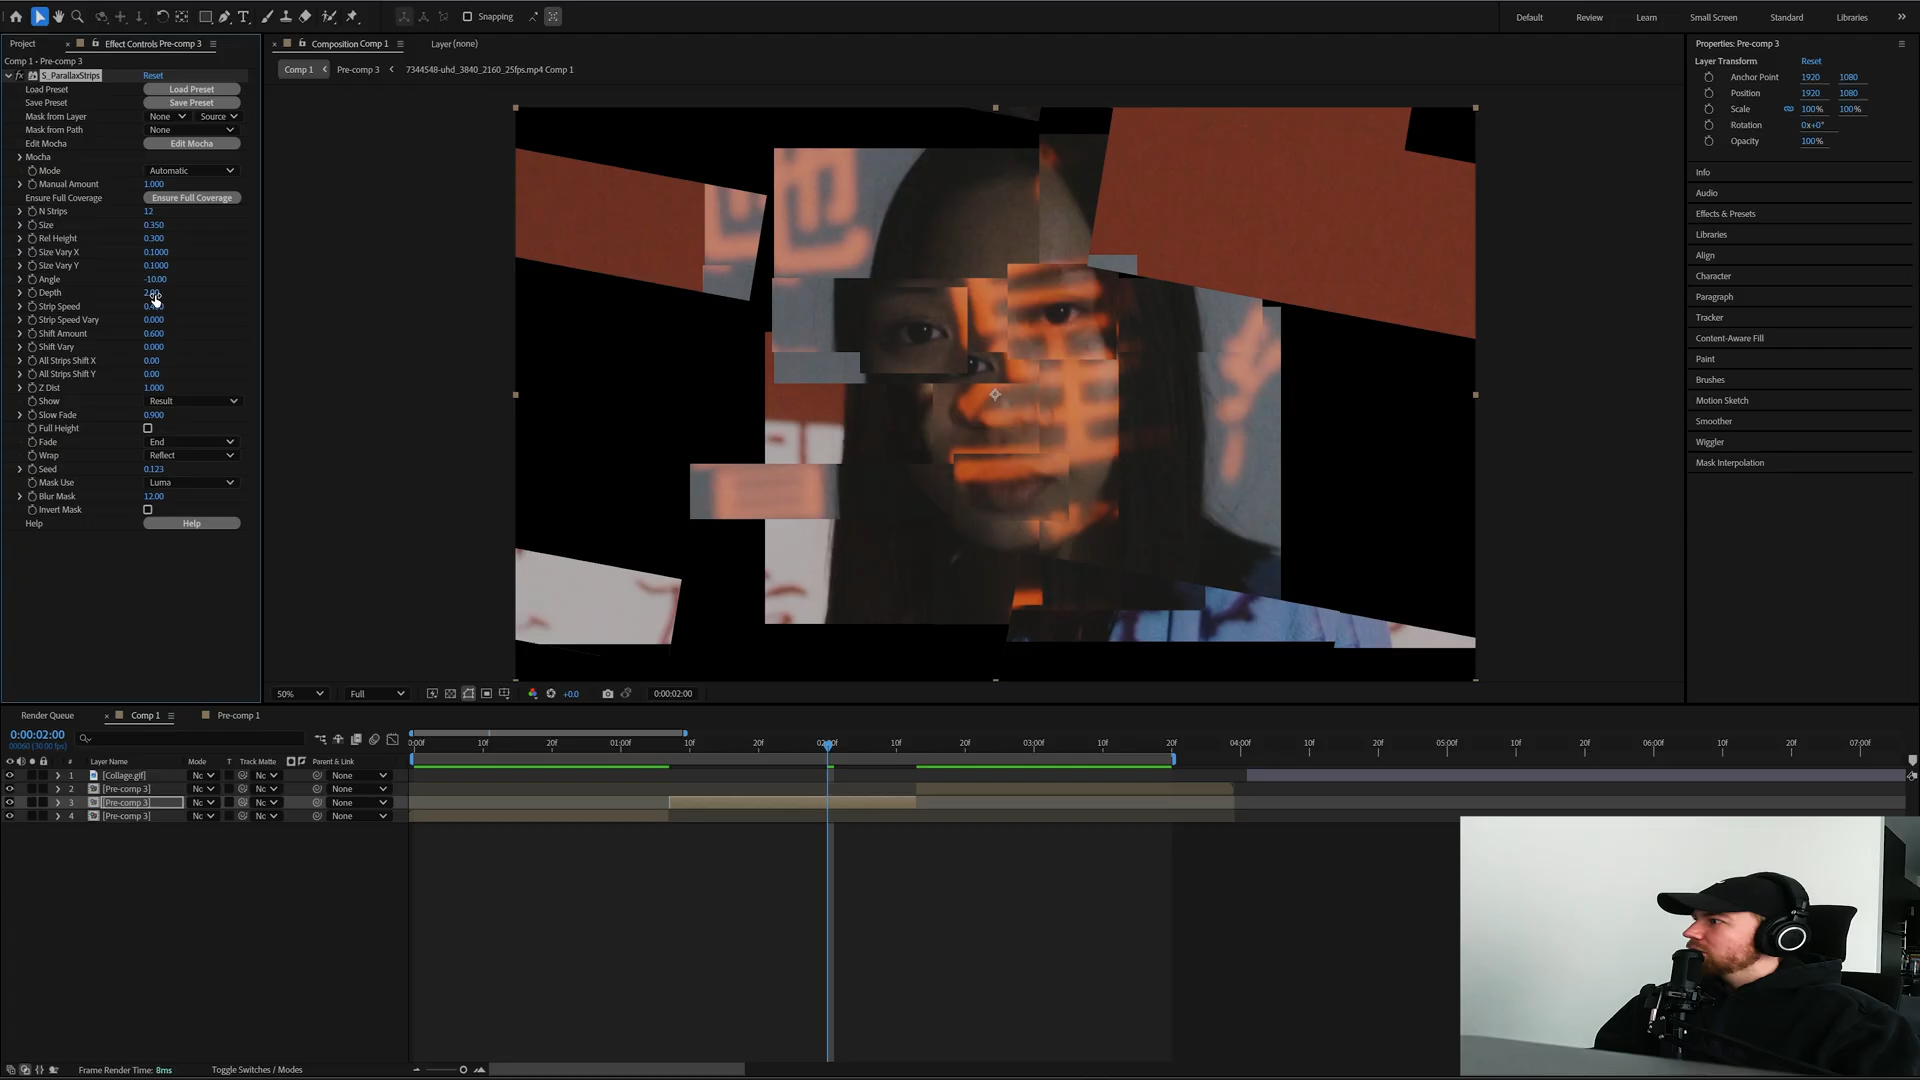 Snapping
Default
Review
Learn
Small Screen
Standard
Libraries
Project
Effect Controls Pre-comp 3
Composition Comp 1
Layer (none)
Properties: Pre-comp 3
Comp 1 • Pre-comp 3
Comp 1
Pre-comp 3
7344548-uhd_3840_2160_25fps.mp4 Comp 1
fx S_ParallaxStrips Reset
Load Preset Load Preset
Save Preset Save Preset
Mask from Layer None Source
Mask from Path None
Edit Mocha Edit Mocha
Mocha
Mode Automatic
Manual Amount 1.000
Ensure Full Coverage Ensure Full Coverage
N Strips 12
Size 0.350
Rel Height 0.300
Size Vary X 0.1000
Size Vary Y 0.1000
Angle -10.00
Depth
Strip Speed
Strip Speed Vary 0.000
Shift Amount 0.600
Shift Vary 0.000
All Strips Shift X 0.00
All Strips Shift Y 0.00
Z Dist 1.000
Show Result
Slow Fade 0.900
Full Height
Fade End
Wrap Reflect
Seed 0.123
Mask Use Luma
Blur Mask 12.00
Invert Mask
Help Help
Layer Transform Reset
Anchor Point 1920 1080
Position 1920 1080
Scale 100% 100%
Rotation 0x+0°
Opacity 100%
Info
Audio
Effects & Presets
Libraries
Align
Character
Paragraph
Tracker
Content-Aware Fill
Paint
Brushes
Motion Sketch
Smoother
Wiggler
Mask Interpolation
50% Full +0.0 0:00:02:00
Render Queue
Comp 1
Pre-comp 1
0:00:02:00
00060 (30.00 fps)
0:00f 10f 20f 01:00f 10f 20f 02:00f 10f 20f 03:00f 10f 20f 04:00f 10f 20f 05:00f 10f 20f 06:00f 10f 20f 07:00f
# Layer Name Mode T Track Matte Parent & Link
1 [Collage.gif] Nc Nc None
2 [Pre-comp 3] Nc Nc None
3 [Pre-comp 3] Nc Nc None
4 [Pre-comp 3] Nc Nc None
Frame Render Time: 8ms
Toggle Switches / Modes